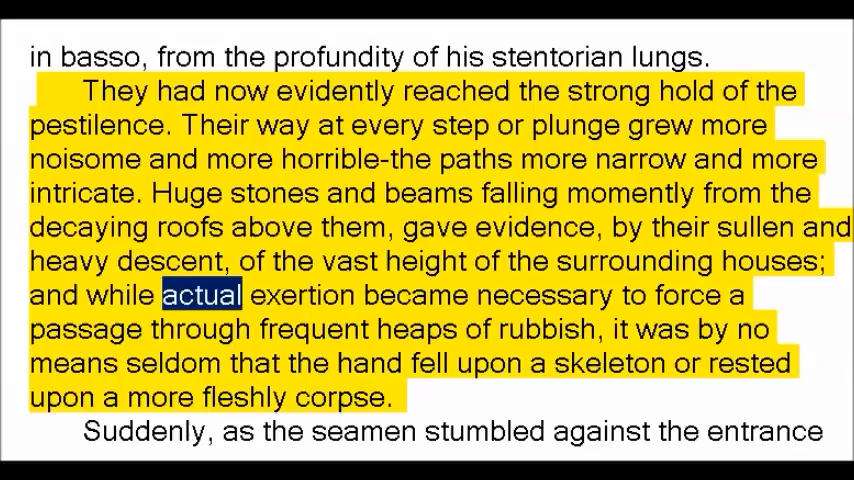 in basso, from the profundity of his stentorian lungs.
They had now evidently reached the strong hold of the
pestilence. Their way at every step or plunge grew more
noisome and more horrible-the paths more narrow and more
intricate. Huge stones and beams falling momently from the
decaying roofs above them, gave evidence, by their sullen and
heavy descent, of the vast height of the surrounding houses;
and while actual exertion became necessary to force a
passage through frequent heaps of rubbish, it was by no
means seldom that the hand fell upon a skeleton or rested
upon a more fleshly corpse.
Suddenly, as the seamen stumbled against the entrance